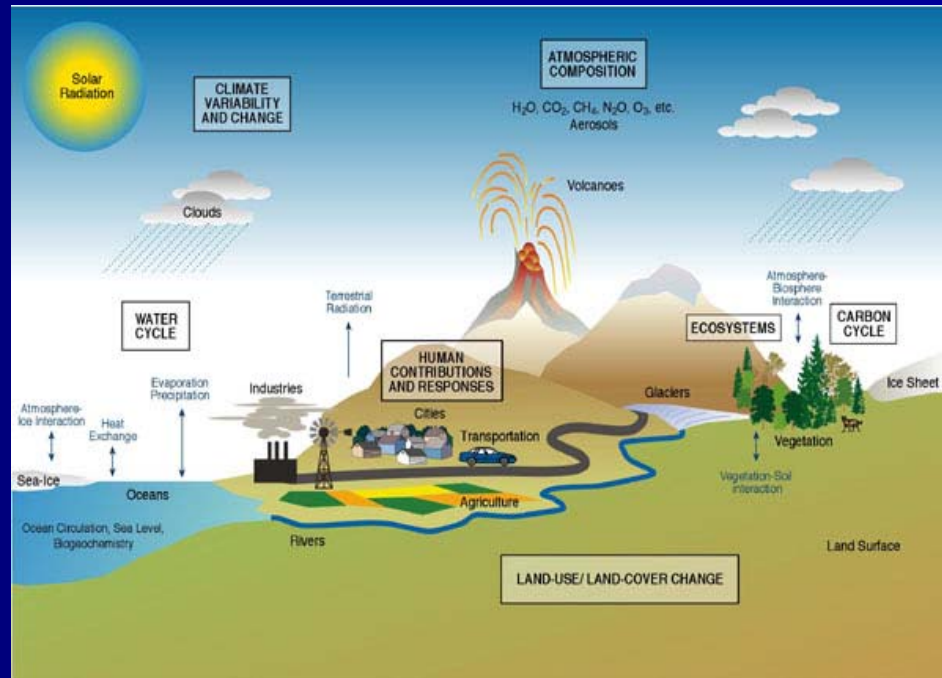 Solar
Radiation
CLIMATE
VARIABILITY
AND CHANGE
ATMOSPHERIC
COMPOSITION
H₂O, CO₂, CH₄, N₂O, O₃, etc.
Aerosols
Clouds
Volcanoes
WATER
CYCLE
Terrestrial
Radiation
Atmosphere-
Biosphere
Interaction
ECOSYSTEMS
CARBON
CYCLE
HUMAN
CONTRIBUTIONS
AND RESPONSES
Evaporation
Precipitation
Industries
Glaciers
Ice Sheet
Atmosphere-
Ice Interaction
Heat
Exchange
Cities
Transportation
Vegetation
Sea-Ice
Oceans
Agriculture
Vegetation-Soil
interaction
Ocean Circulation, Sea Level,
Biogeochemistry
Rivers
Land Surface
LAND-USE/ LAND-COVER CHANGE